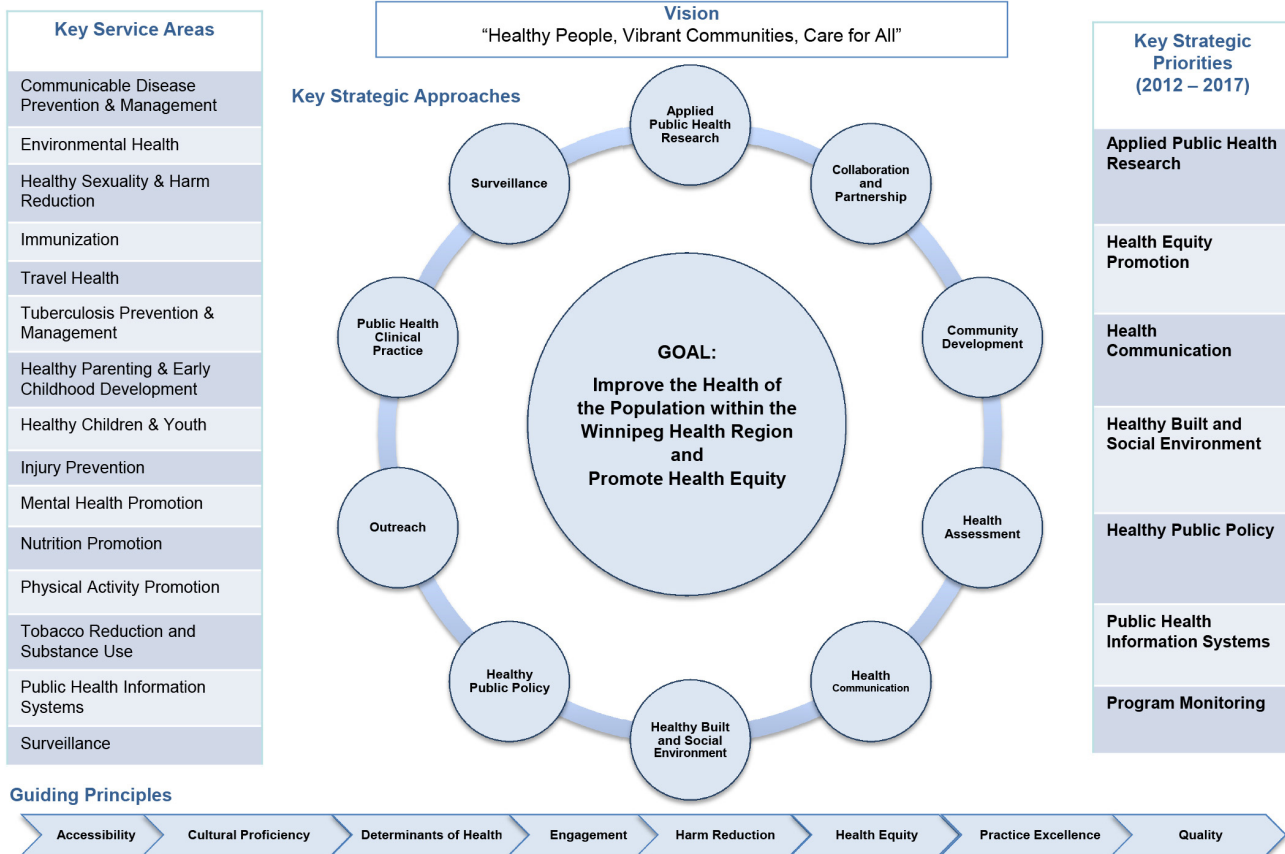 Key Service Areas
Communicable Disease
Prevention & Management
Environmental Health
Healthy Sexuality & Harm
Reduction
Immunization
Travel Health
Tuberculosis Prevention &
Management
Healthy Parenting & Early
Childhood Development
Healthy Children & Youth
Injury Prevention
Mental Health Promotion
Nutrition Promotion
Physical Activity Promotion
Tobacco Reduction and
Substance Use
Public Health Information
Systems
Surveillance
Vision
“Healthy People, Vibrant Communities, Care for All”
Key Strategic Approaches
Applied
Public Health
Research
Collaboration
and
Partnership
Community
Development
Health
Assessment
Health
Communication
Healthy Built
and Social
Environment
Healthy
Public Policy
Outreach
Public Health
Clinical
Practice
Surveillance
GOAL:
Improve the Health of
the Population within the
Winnipeg Health Region
and
Promote Health Equity
Key Strategic
Priorities
(2012 – 2017)
Applied Public Health
Research
Health Equity
Promotion
Health
Communication
Healthy Built and
Social Environment
Healthy Public Policy
Public Health
Information Systems
Program Monitoring
Guiding Principles
Accessibility
Cultural Proficiency
Determinants of Health
Engagement
Harm Reduction
Health Equity
Practice Excellence
Quality